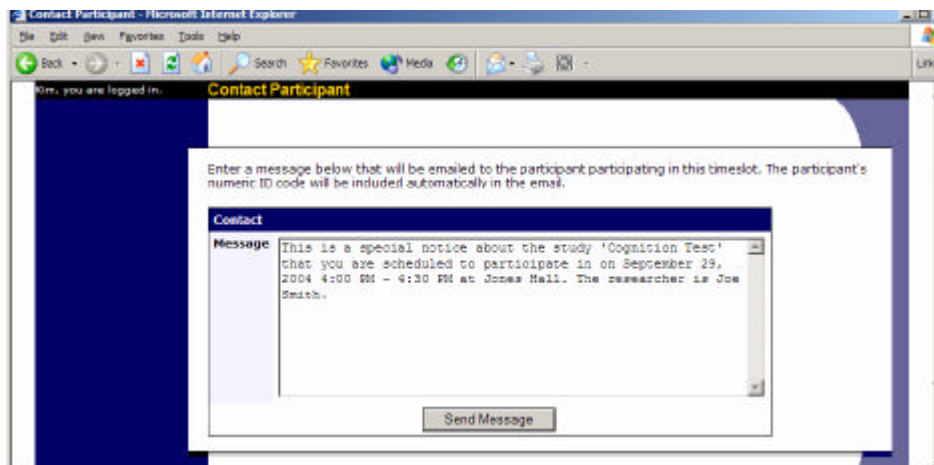 Contact Participant - Microsoft Internet Explorer
File Edit View Favorites Tools Help
Back Search Favorites Media
Link
Kim, you are logged in. Contact Participant
Enter a message below that will be emailed to the participant participating in this timeslot. The participant's
numeric ID code will be included automatically in the email.
Contact
Message
This is a special notice about the study 'Cognition Test'
that you are scheduled to participate in on September 29,
2004 4:00 PM - 4:30 PM at Jones Hall. The researcher is Joe
Smith.
Send Message